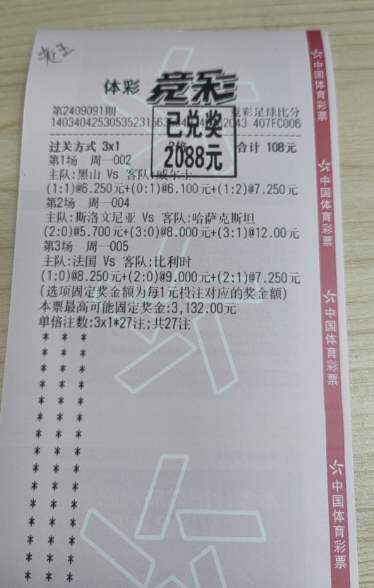 体彩 竞彩
第2409091期 竞彩足球比分
已兑奖
2088元
过关方式 3x1 2倍 合计 108元
第1场 周一002
主队:黑山 Vs 客队:威尔士
(1:1)@6.250元+(0:1)@6.100元+(1:2)@7.250元
第2场 周一004
主队:斯洛文尼亚 Vs 客队:哈萨克斯坦
(2:0)@5.700元+(3:0)@8.000元+(3:1)@12.00元
第3场 周一005
主队:法国 Vs 客队:比利时
(1:0)@8.250元+(2:0)@9.000元+(2:1)@7.250元
(选项固定奖金额为每1元投注对应的奖金额)
本票最高可能固定奖金:3,132.00元
单倍注数:3x1*27注;共27注
中国体育彩票
中国体育彩票
中国体育彩票
中国体育彩票